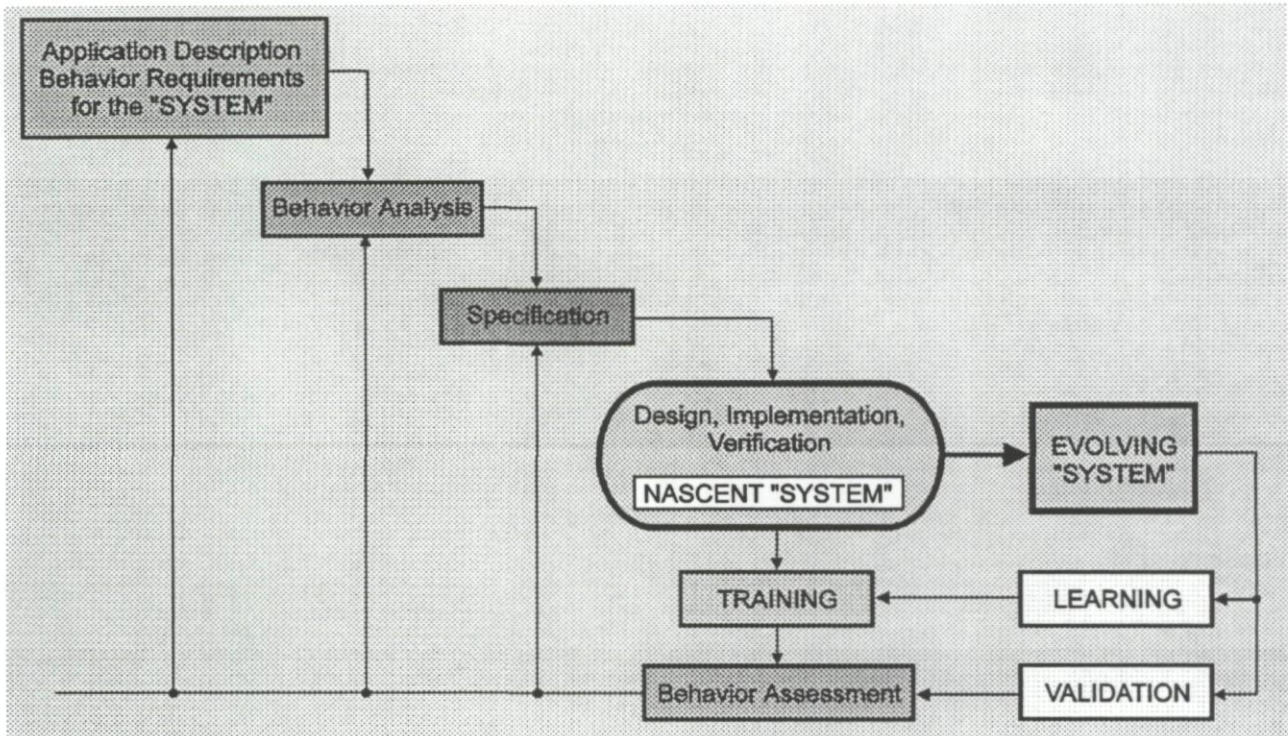 Application Description
Behavior Requirements
for the "SYSTEM"
Behavior Analysis
Specification
Design, Implementation,
Verification
NASCENT "SYSTEM"
EVOLVING
"SYSTEM"
TRAINING
LEARNING
Behavior Assessment
VALIDATION